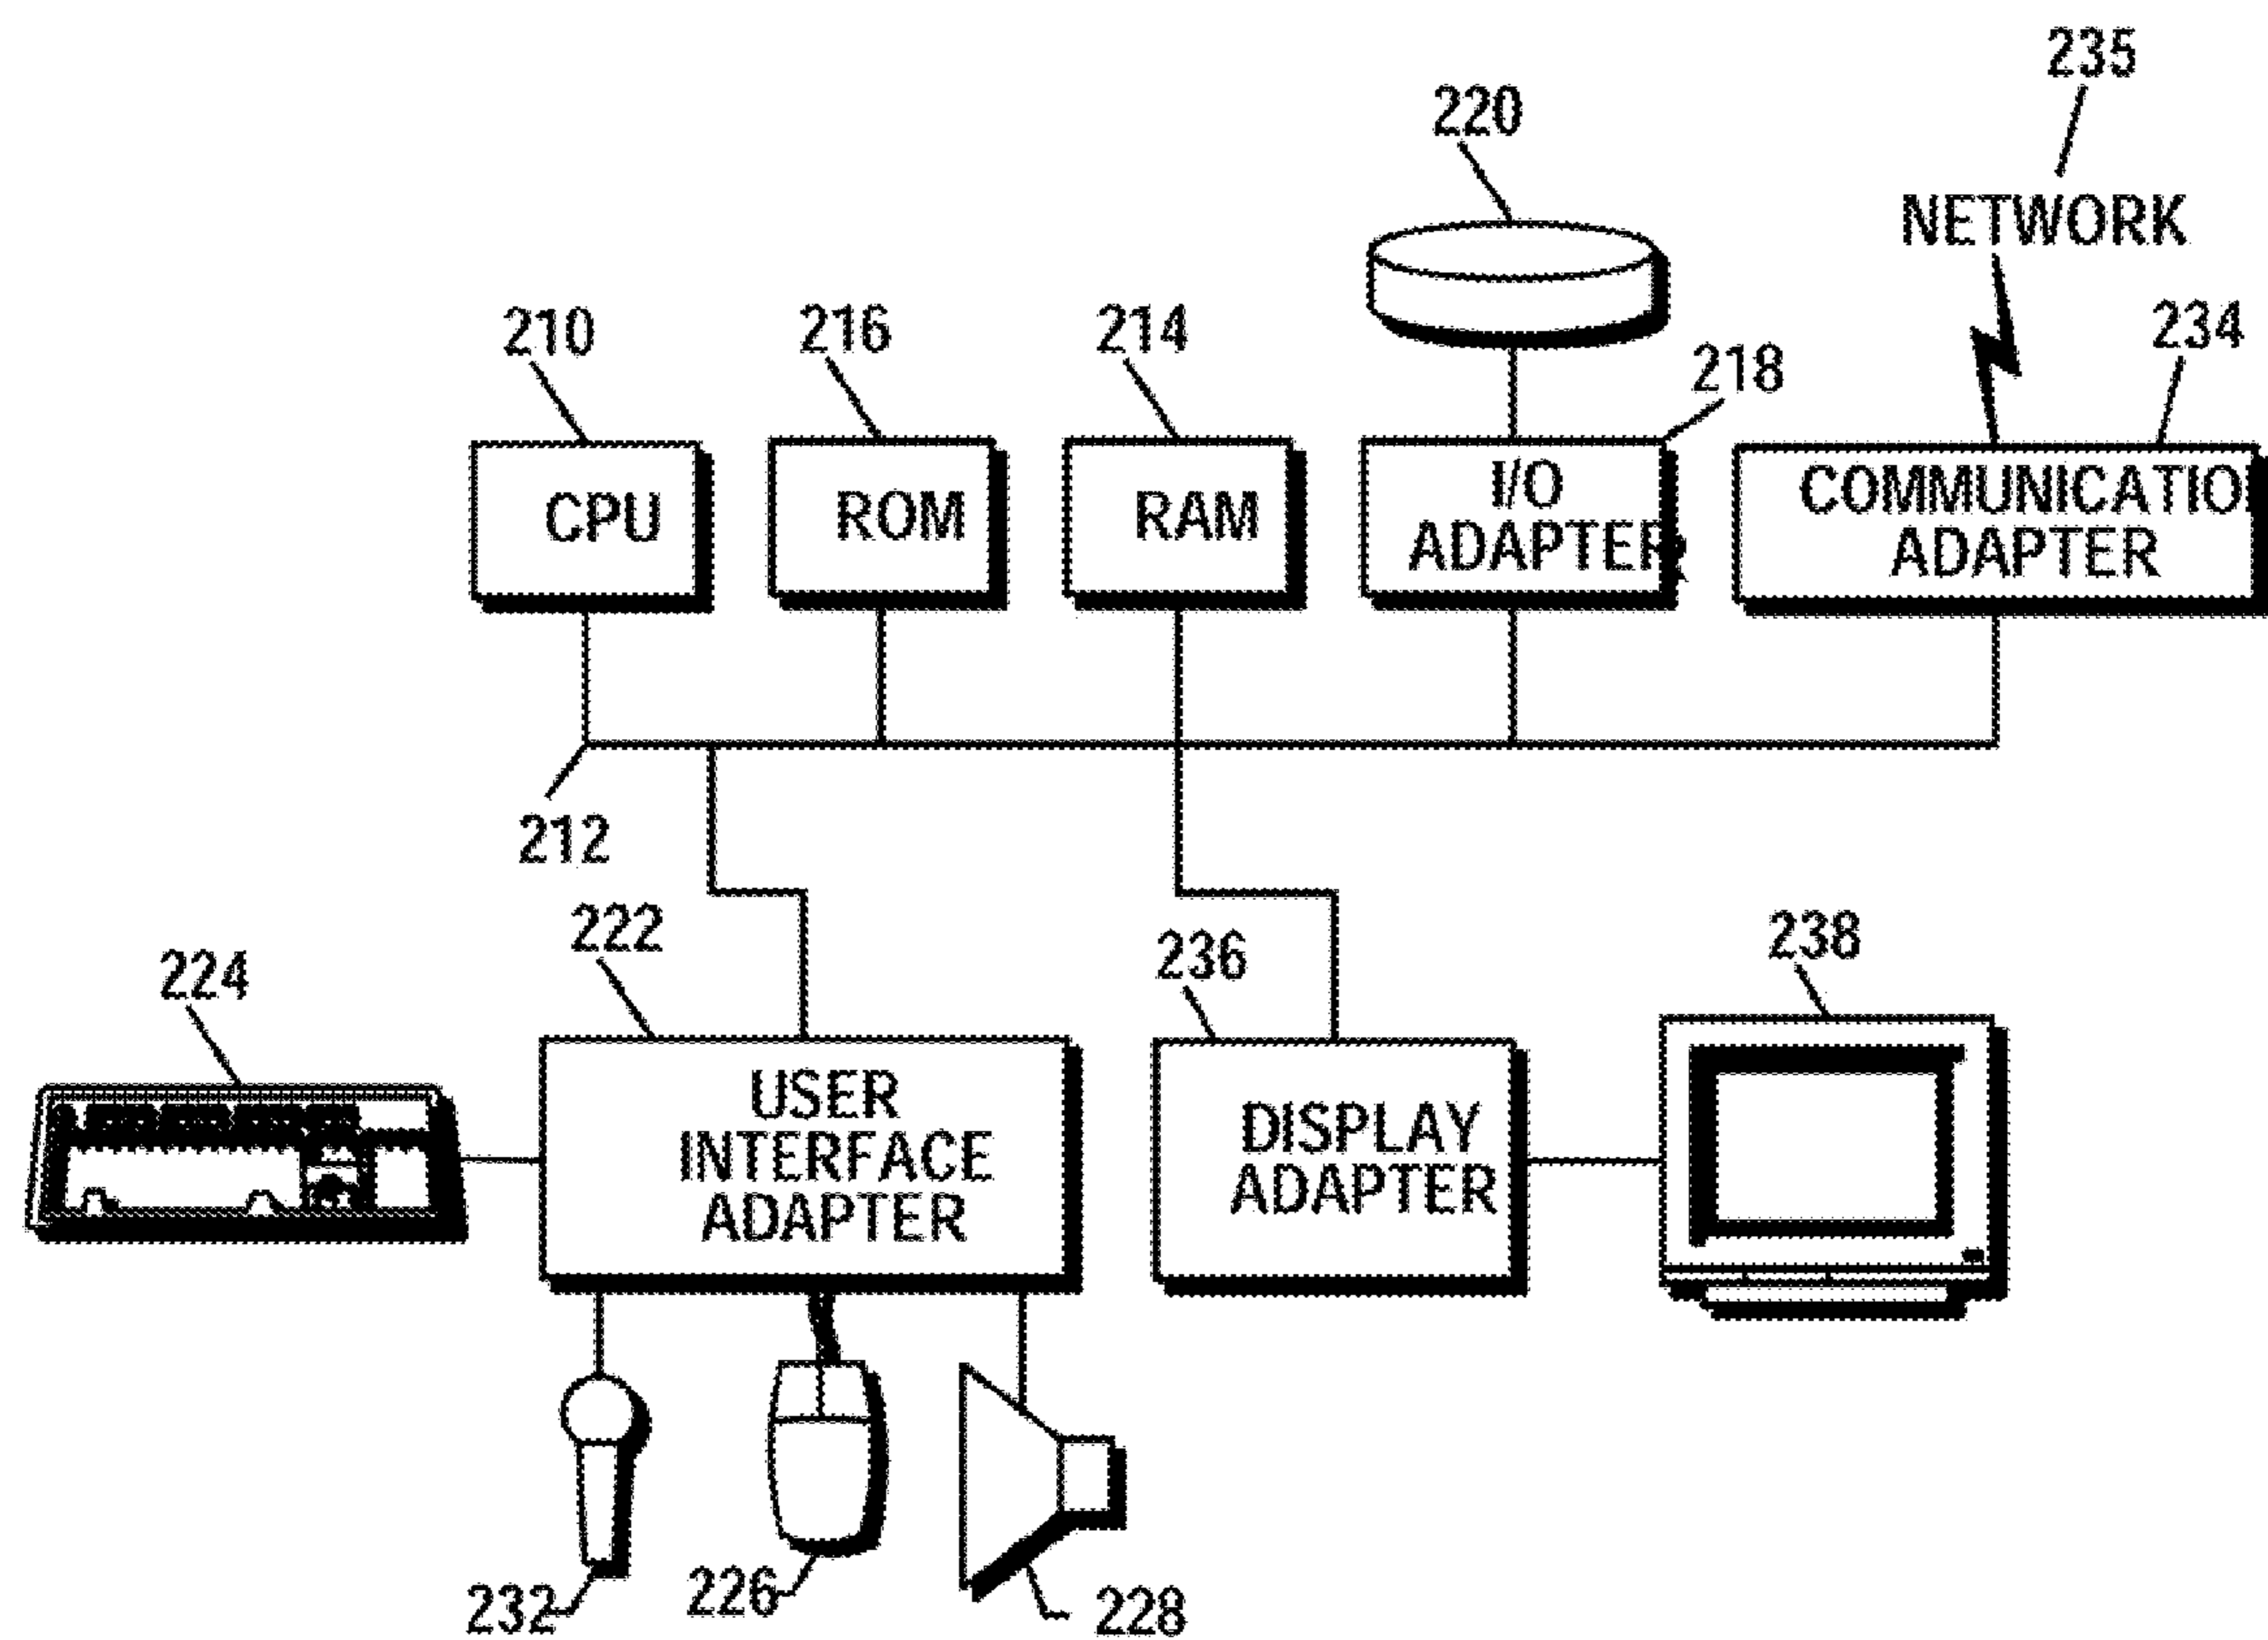 235
220
NETWORK
210
216
214
234
218
CPU
ROM
RAM
I/O
ADAPTER
COMMUNICATIO
ADAPTER
212
222
224
236
238
USER
INTERFACE
ADAPTER
DISPLAY
ADAPTER
232
226
228